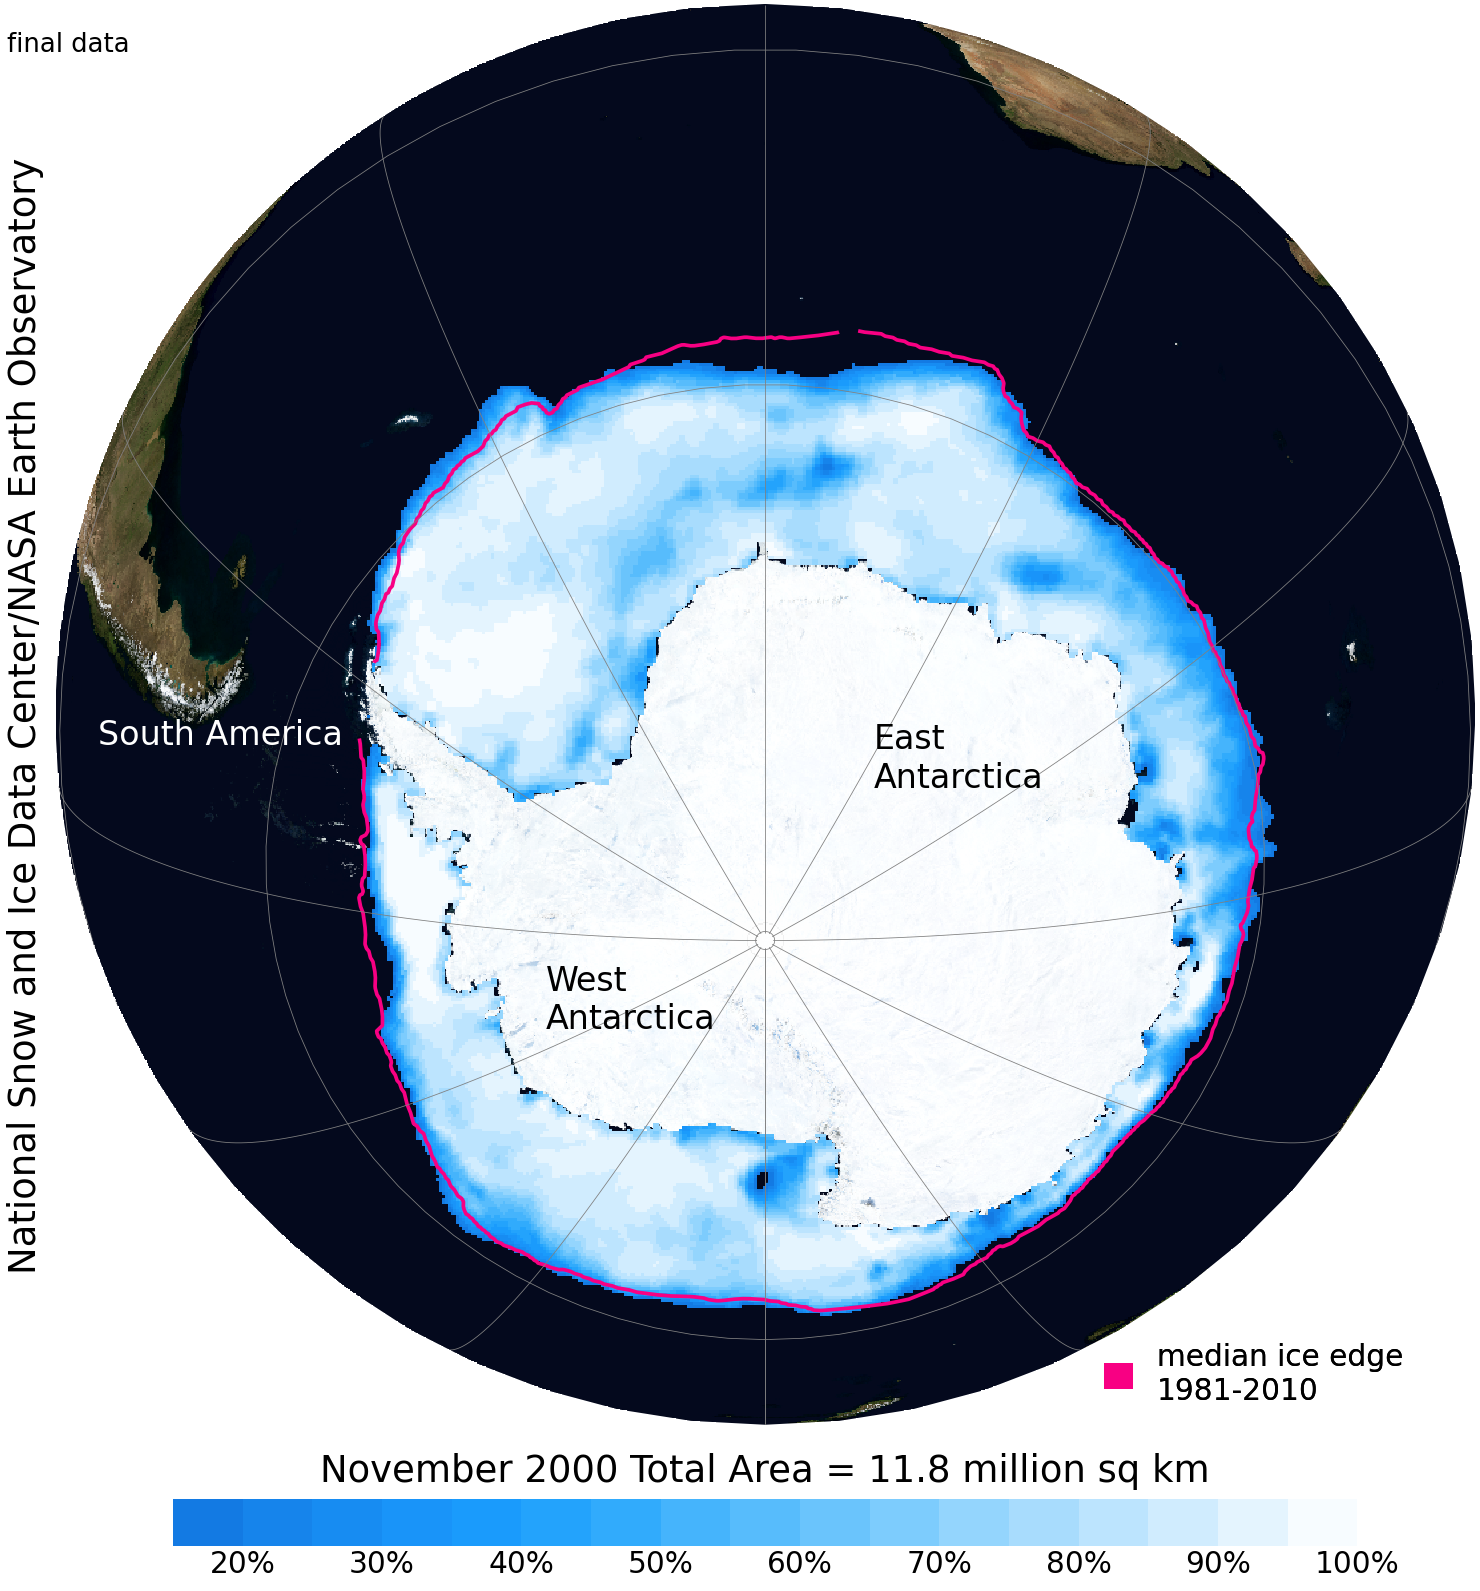 final data
National Snow and Ice Data Center/NASA Earth Observatory
South America
East
Antarctica
West
Antarctica
median ice edge
1981-2010
November 2000 Total Area = 11.8 million sq km
20% 30% 40% 50% 60% 70% 80% 90% 100%